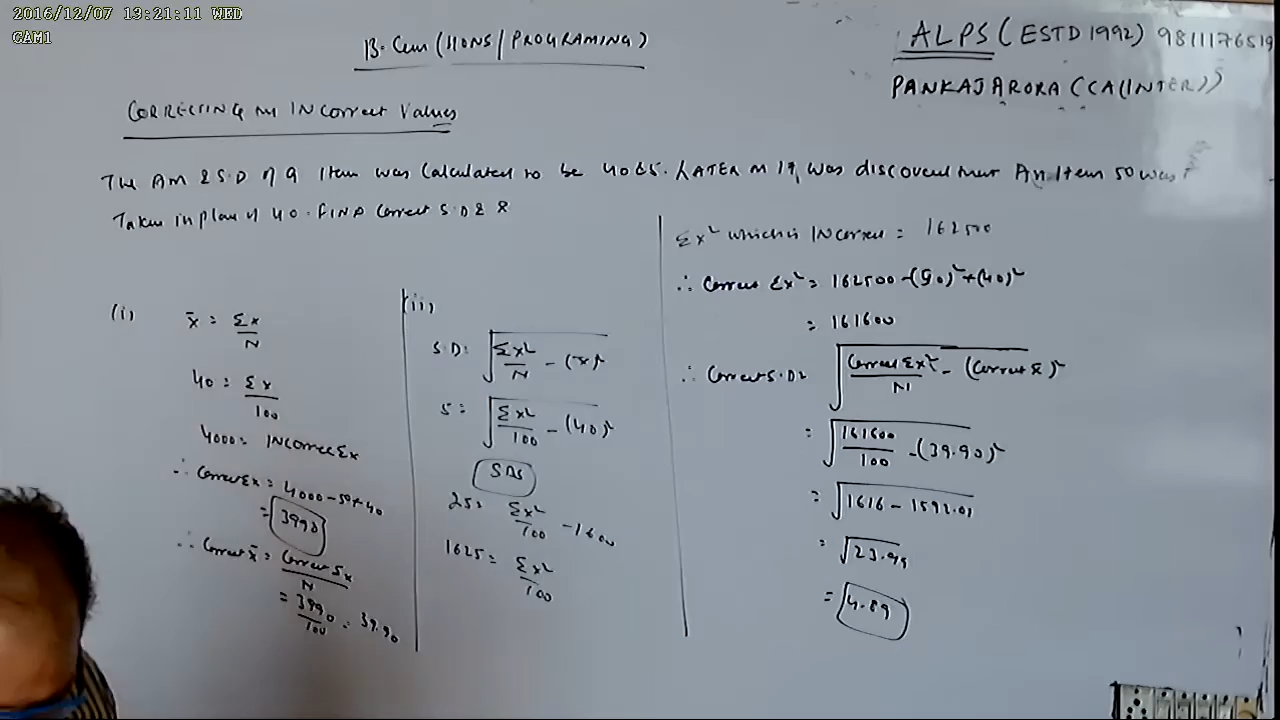 2016/12/07 13:21:11 WED
CAM1
B. Com (HONS/PROGRAMING)
ALPS (ESTD 1992) 9811176519
PANKAJ ARORA (CA(INTER))
CORRECTING INCorrect Values
The AM & S.D of 9 Item was Calculated to be 40 & 5. LATER it was discoverd that An Item 50 was
Taken in place of 40. FIND Correct S.D & x̄
(i)
x̄ = Σx/N
40 = Σx/100
4000 = INCorrect Σx
∴ Correct Σx = 4000 - 50 + 40
= 3990
∴ Correct x̄ = Correct Σx/N
= 3990/100 = 39.90
(ii)
S.D = √(Σx²/N - (x̄)²)
5 = √(Σx²/100 - (40)²)
SBS
25 = Σx²/100 - 1600
1625 = Σx²/100
Σx² which is INCorrect = 162500
∴ Correct Σx² = 162500 - (50)² + (40)²
= 161600
∴ Correct S.D = √(Correct Σx²/N - (Correct x̄)²)
= √(161600/100 - (39.90)²)
= √(1616 - 1592.01)
= √23.99
= 4.89